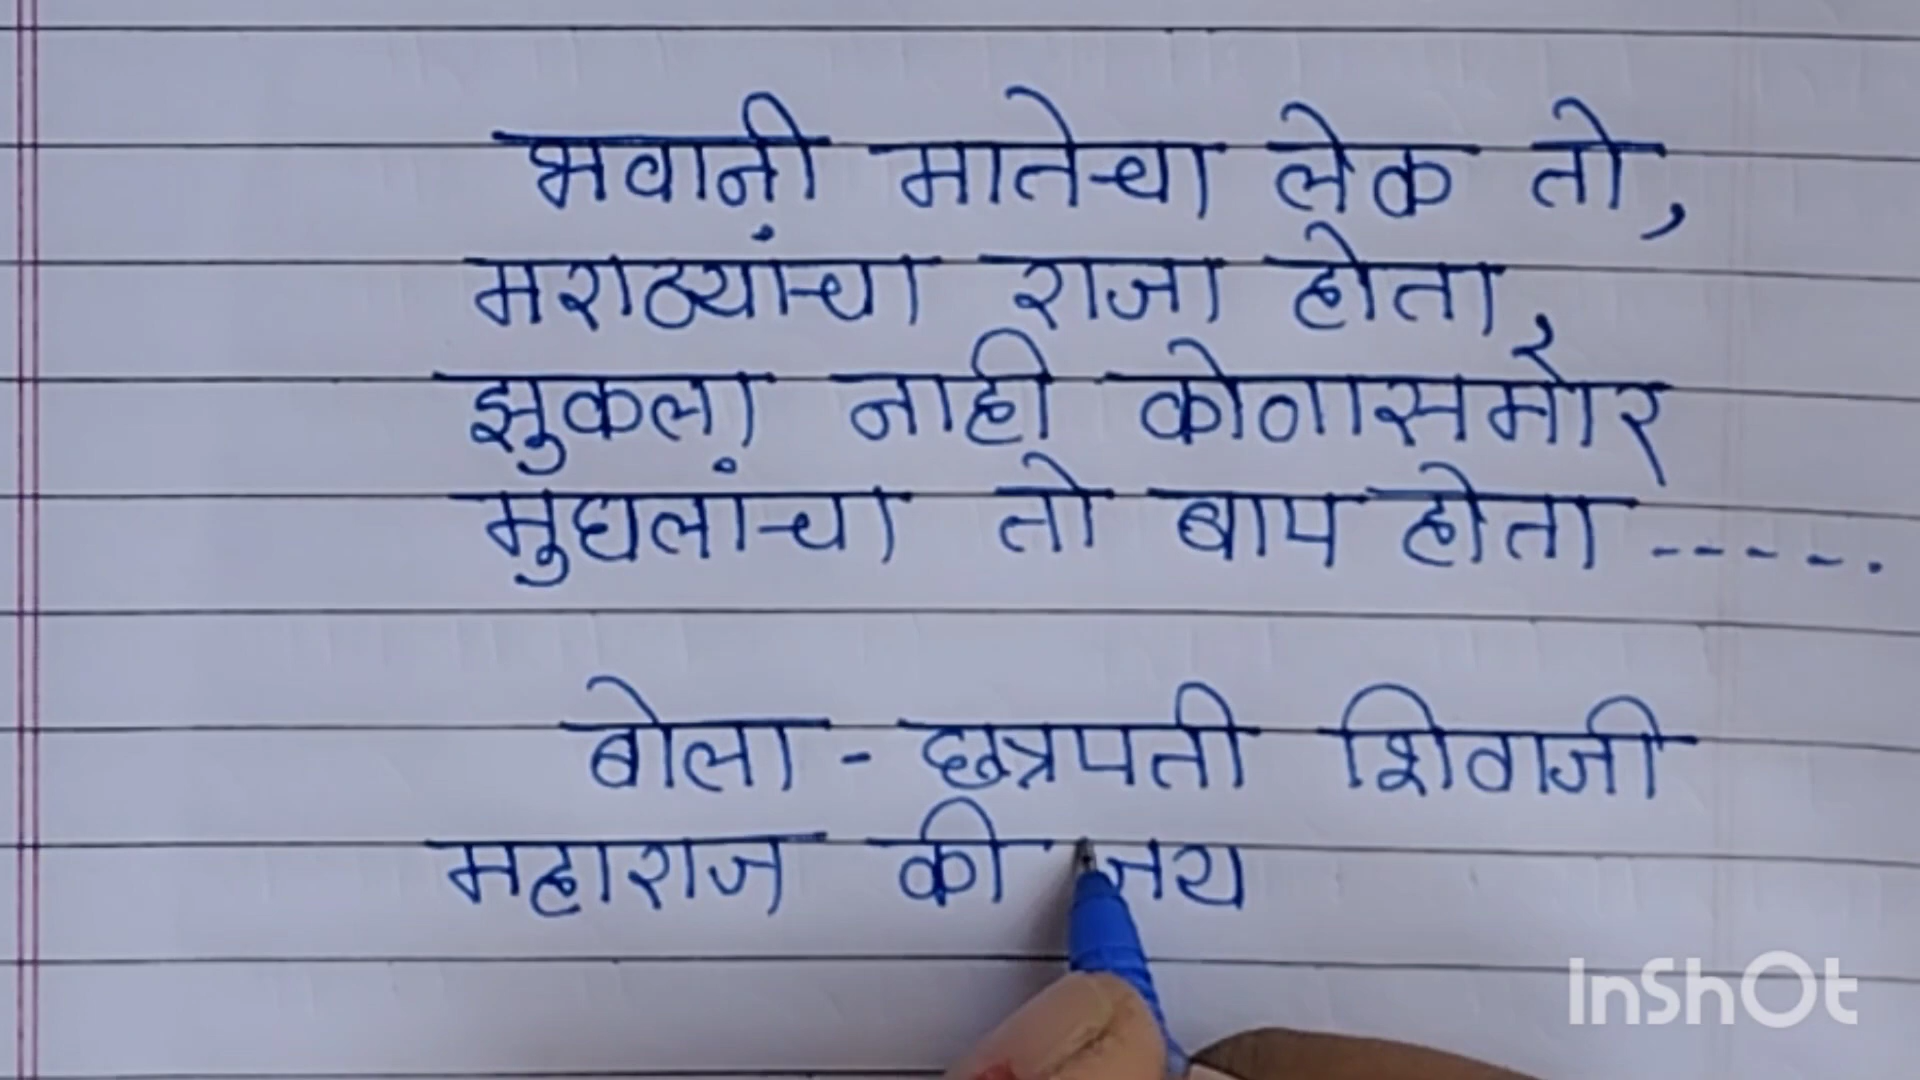 भवानी मातेचा लेक तो,
मराठ्यांचा राजा होता,
झुकला नाही कोणासमोर
मुघलांचा तो बाप होता -----.
बोला - छत्रपती शिवाजी
महाराज की जय
InShOt